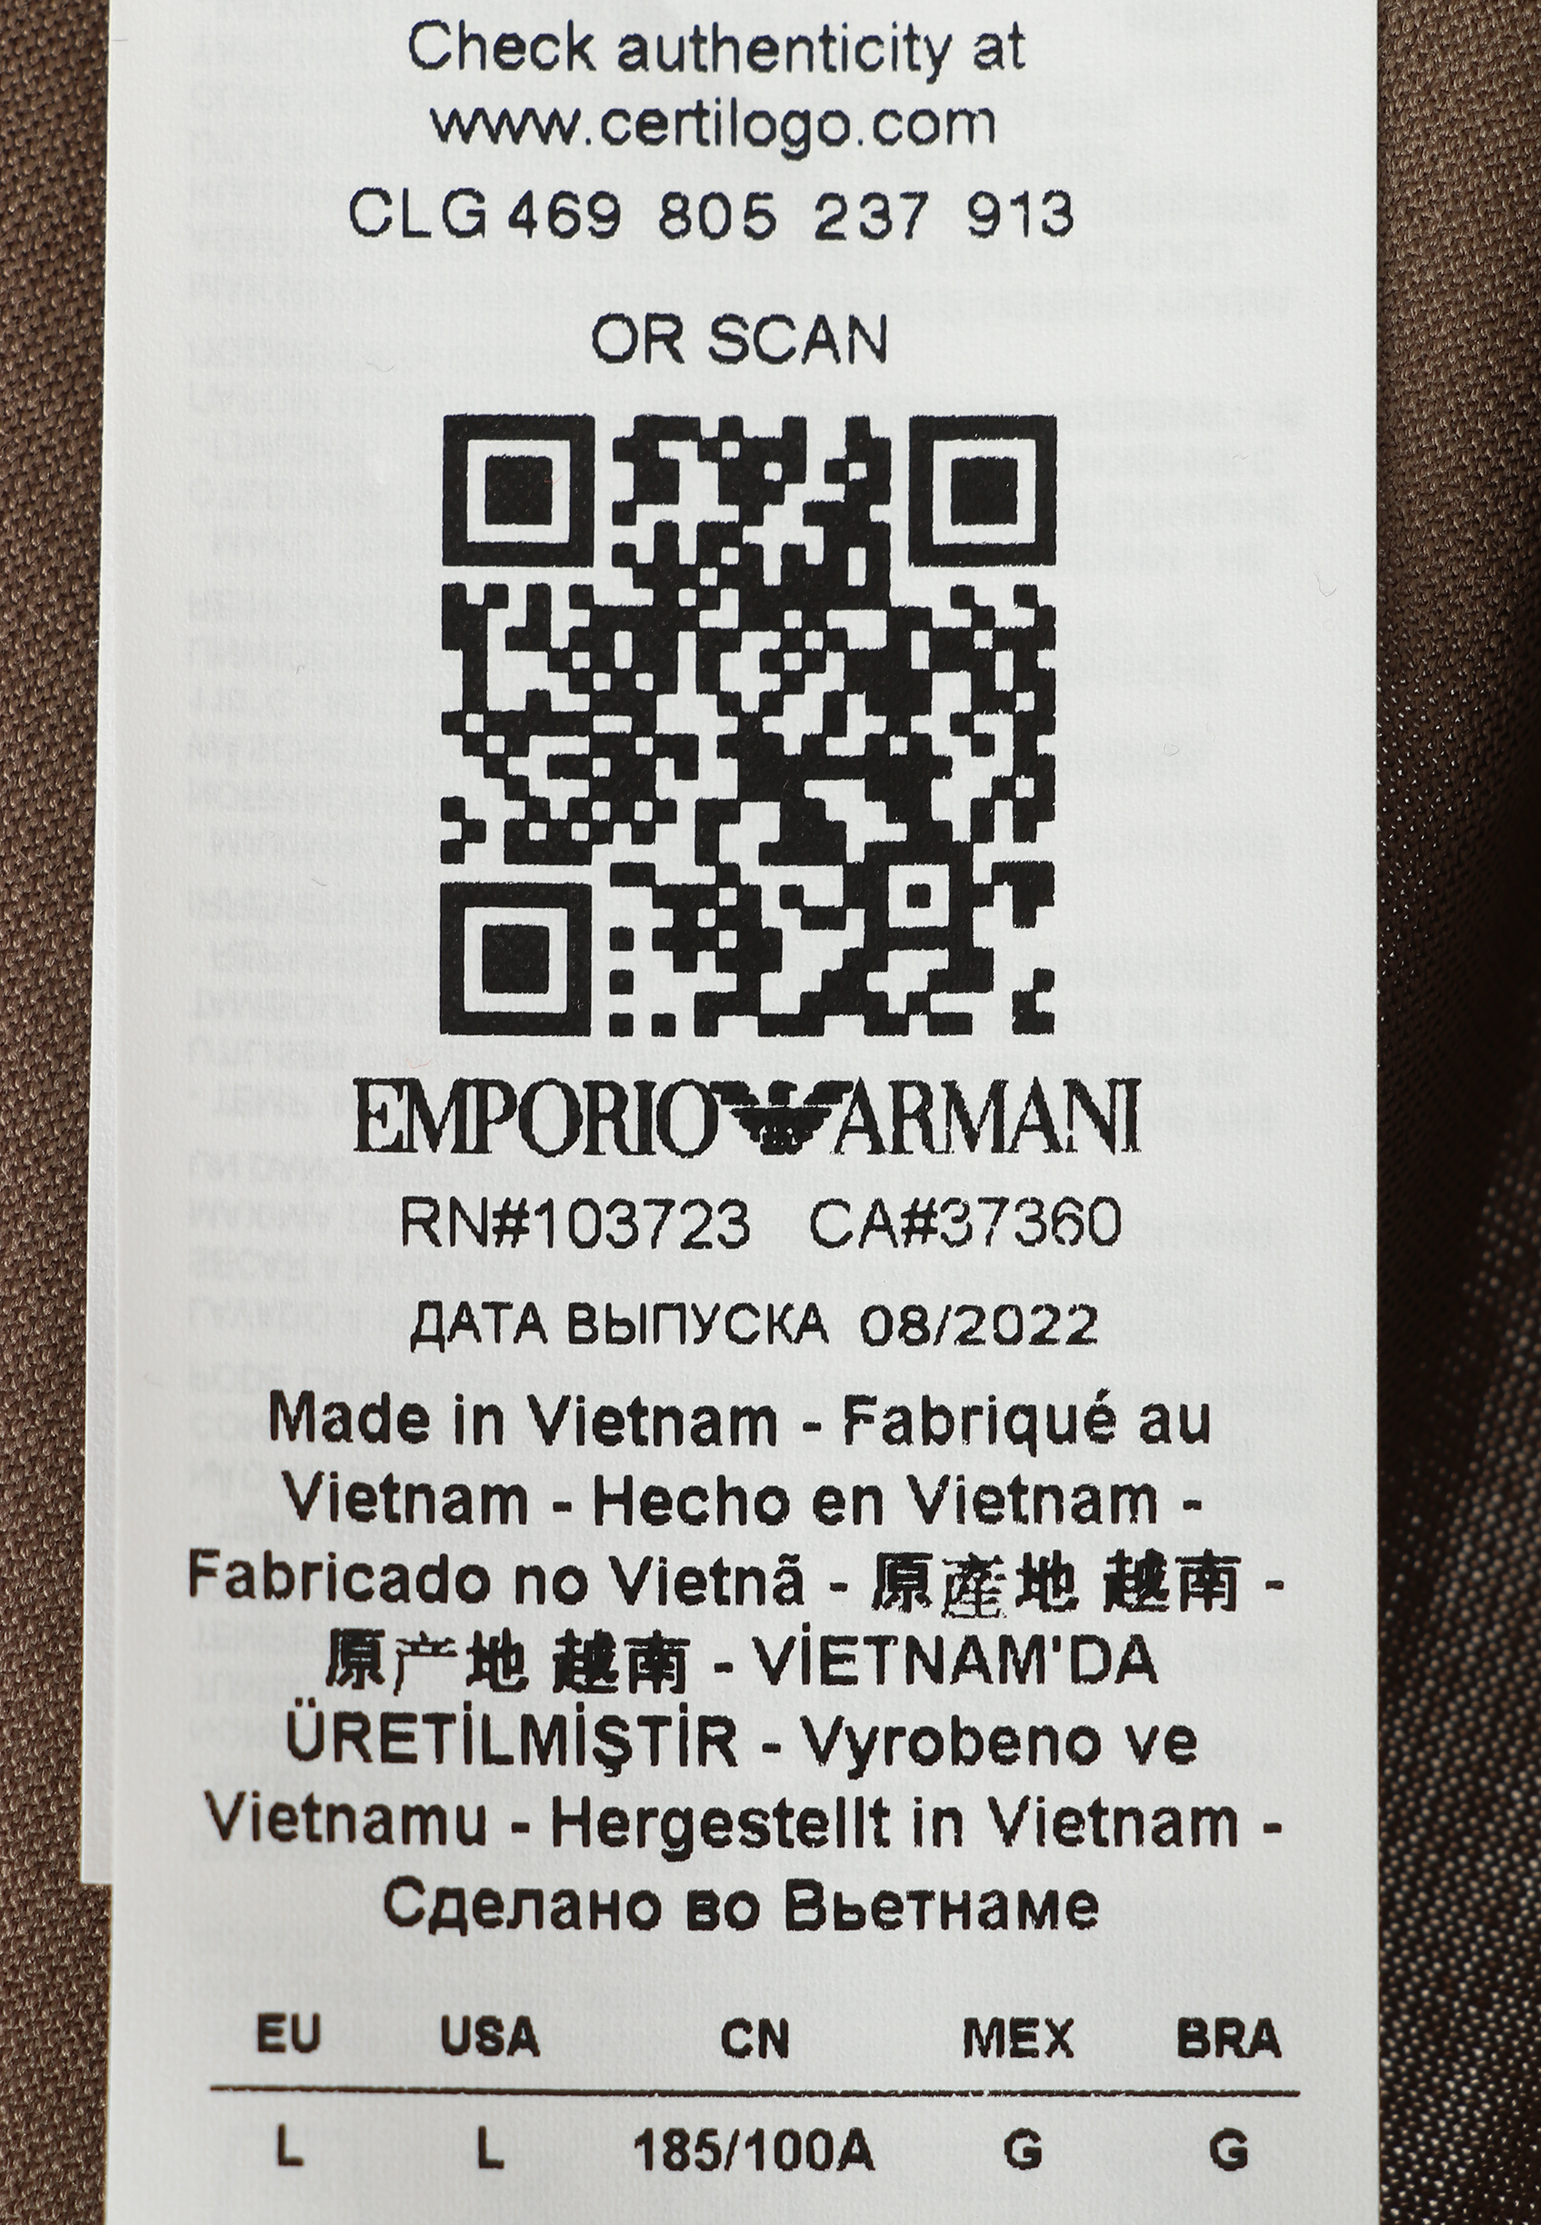 Check authenticity at
www.certilogo.com
CLG 469 805 237 913
OR SCAN
EMPORIO ARMANI
RN#103723 CA#37360
ДАТА ВЫПУСКА 08/2022
Made in Vietnam - Fabriqué au
Vietnam - Hecho en Vietnam -
Fabricado no Vietnã - 原產地 越南 -
原产地 越南 - VİETNAM'DA
ÜRETİLMİŞTİR - Vyrobeno ve
Vietnamu - Hergestellt in Vietnam -
Сделано во Вьетнаме
EU USA CN MEX BRA
L L 185/100A G G